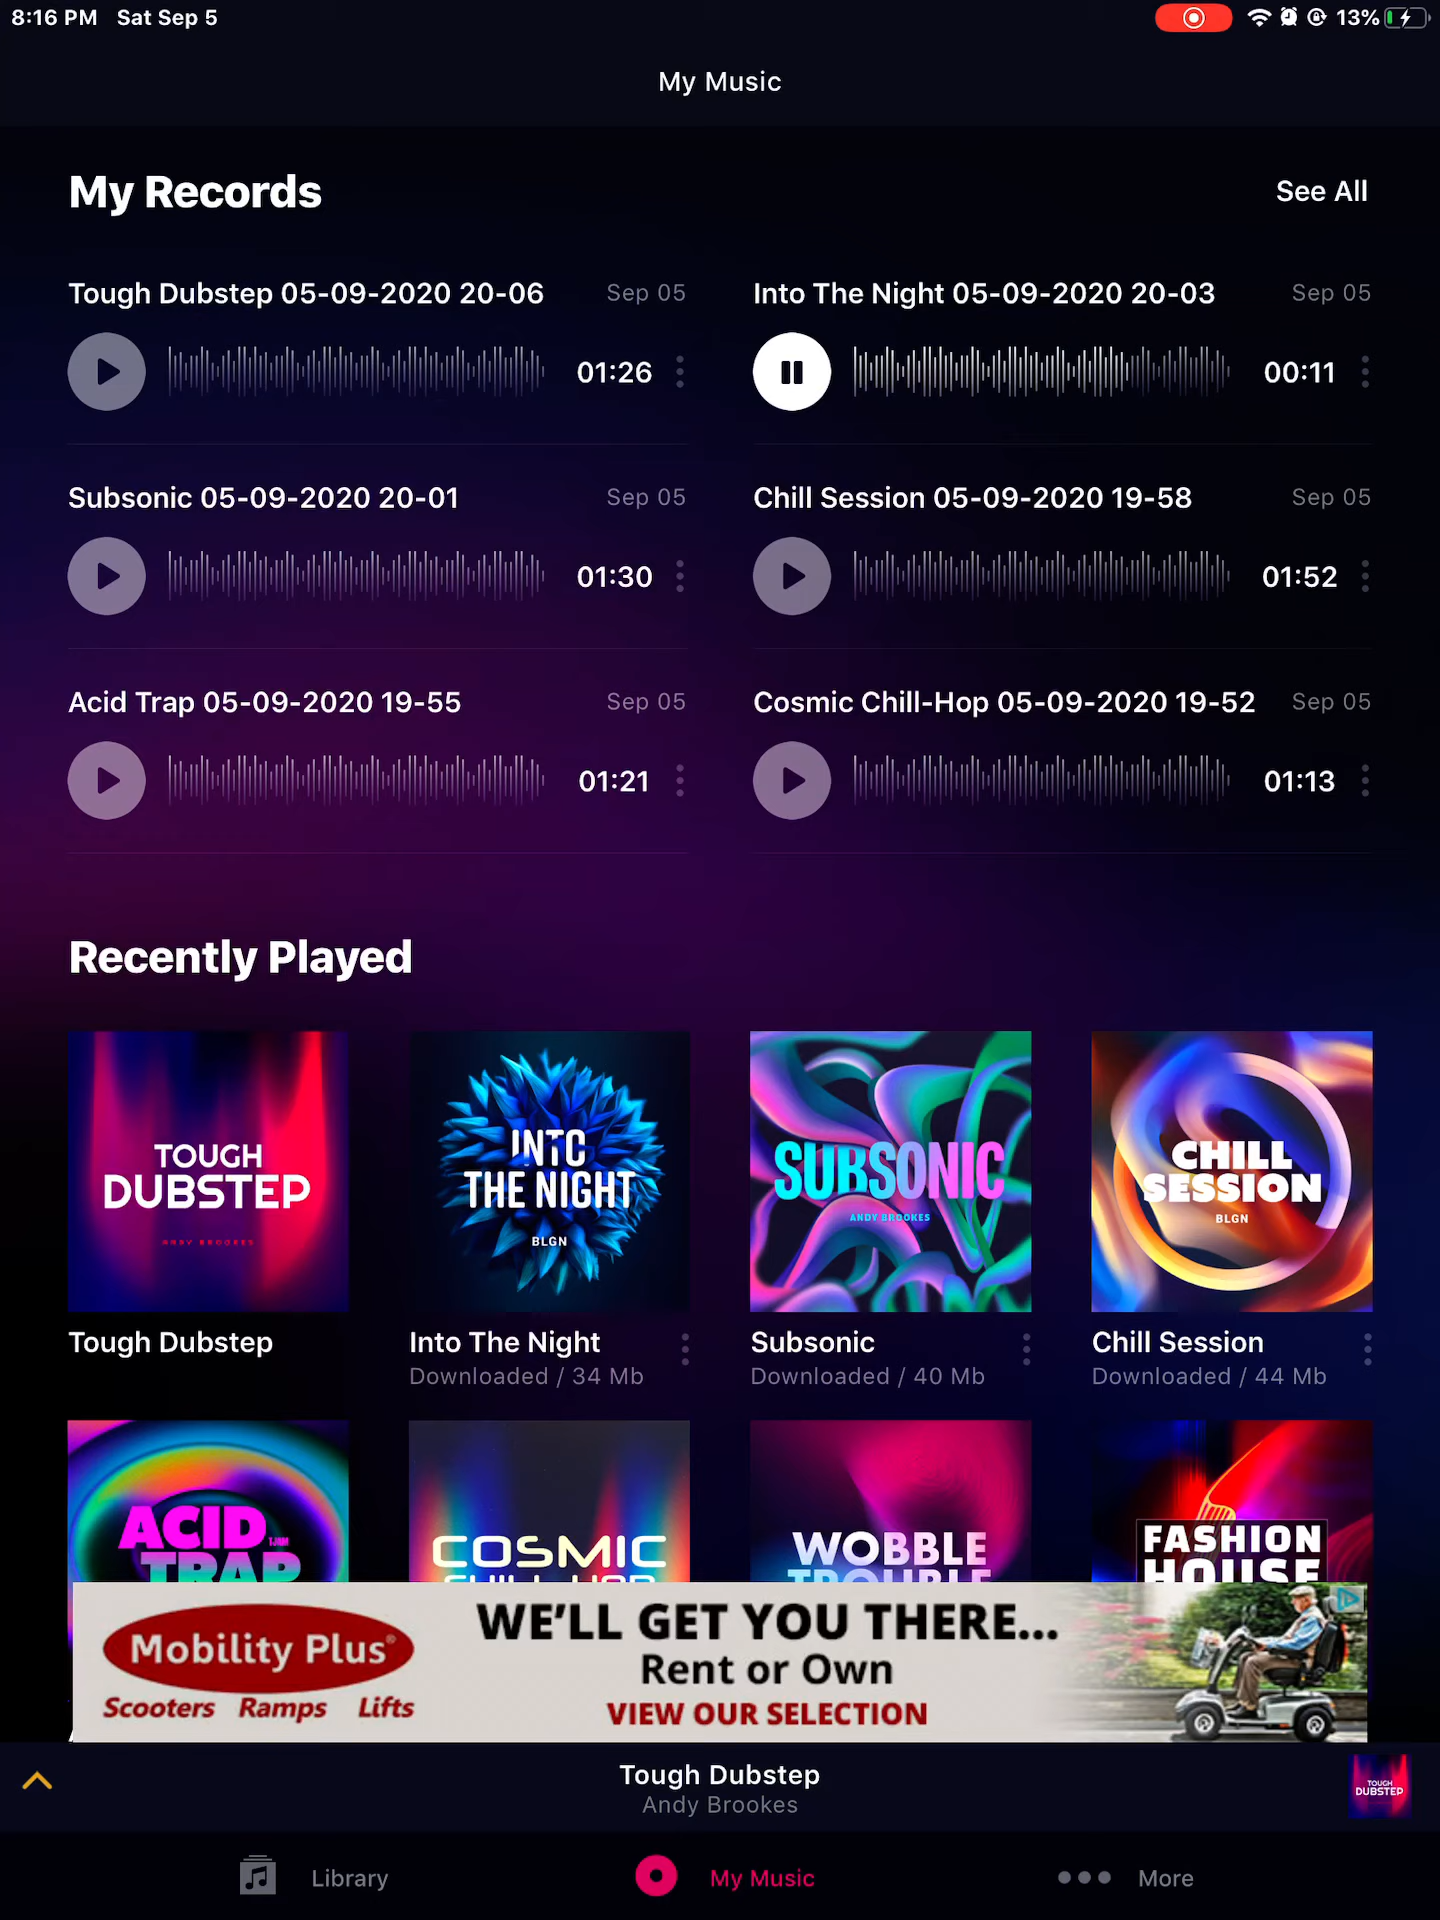 8:16 PM Sat Sep 5
13%
My Music
My Records
See All
Tough Dubstep 05-09-2020 20-06
Sep 05
01:26
Into The Night 05-09-2020 20-03
Sep 05
00:11
Subsonic 05-09-2020 20-01
Sep 05
01:30
Chill Session 05-09-2020 19-58
Sep 05
01:52
Acid Trap 05-09-2020 19-55
Sep 05
01:21
Cosmic Chill-Hop 05-09-2020 19-52
Sep 05
01:13
Recently Played
TOUGH
DUBSTEP
ANDY BROOKES
INTO
THE NIGHT
BLGN
SUBSONIC
ANDY BROOKES
CHILL
SESSION
BLGN
Tough Dubstep
Into The Night
Downloaded / 34 Mb
Subsonic
Downloaded / 40 Mb
Chill Session
Downloaded / 44 Mb
ACID
TRAP
COSMIC
CHILL-HOP
WOBBLE
TROUBLE
FASHION
HOUSE
Mobility Plus®
Scooters Ramps Lifts
WE'LL GET YOU THERE...
Rent or Own
VIEW OUR SELECTION
Tough Dubstep
Andy Brookes
TOUGH
DUBSTEP
Library
My Music
More